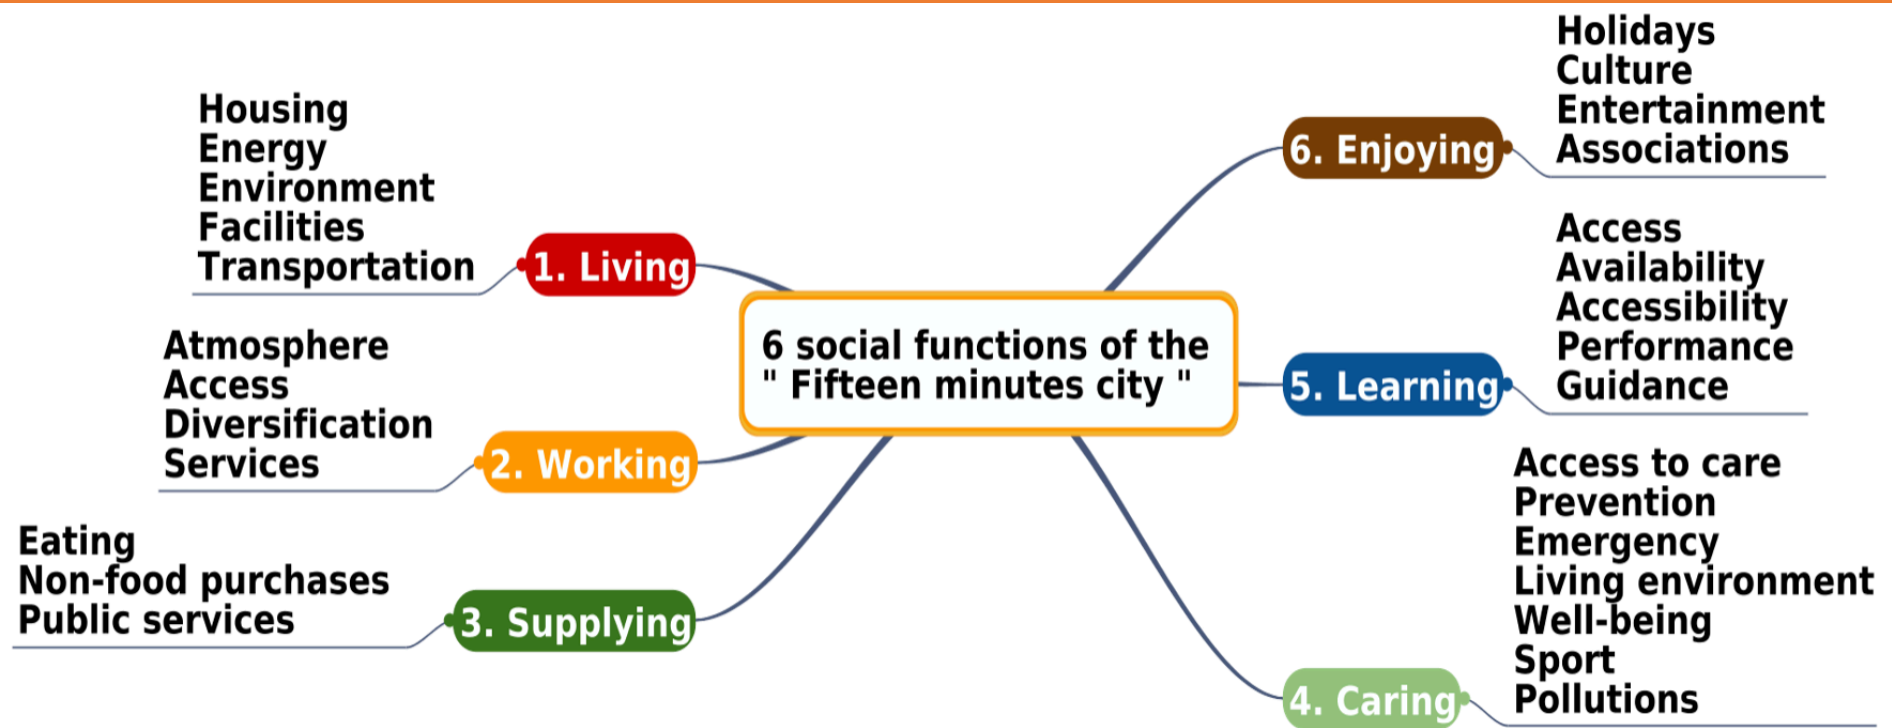 6 social functions of the
" Fifteen minutes city "
1. Living
Housing
Energy
Environment
Facilities
Transportation
2. Working
Atmosphere
Access
Diversification
Services
3. Supplying
Eating
Non-food purchases
Public services
4. Caring
Access to care
Prevention
Emergency
Living environment
Well-being
Sport
Pollutions
5. Learning
Access
Availability
Accessibility
Performance
Guidance
6. Enjoying
Holidays
Culture
Entertainment
Associations